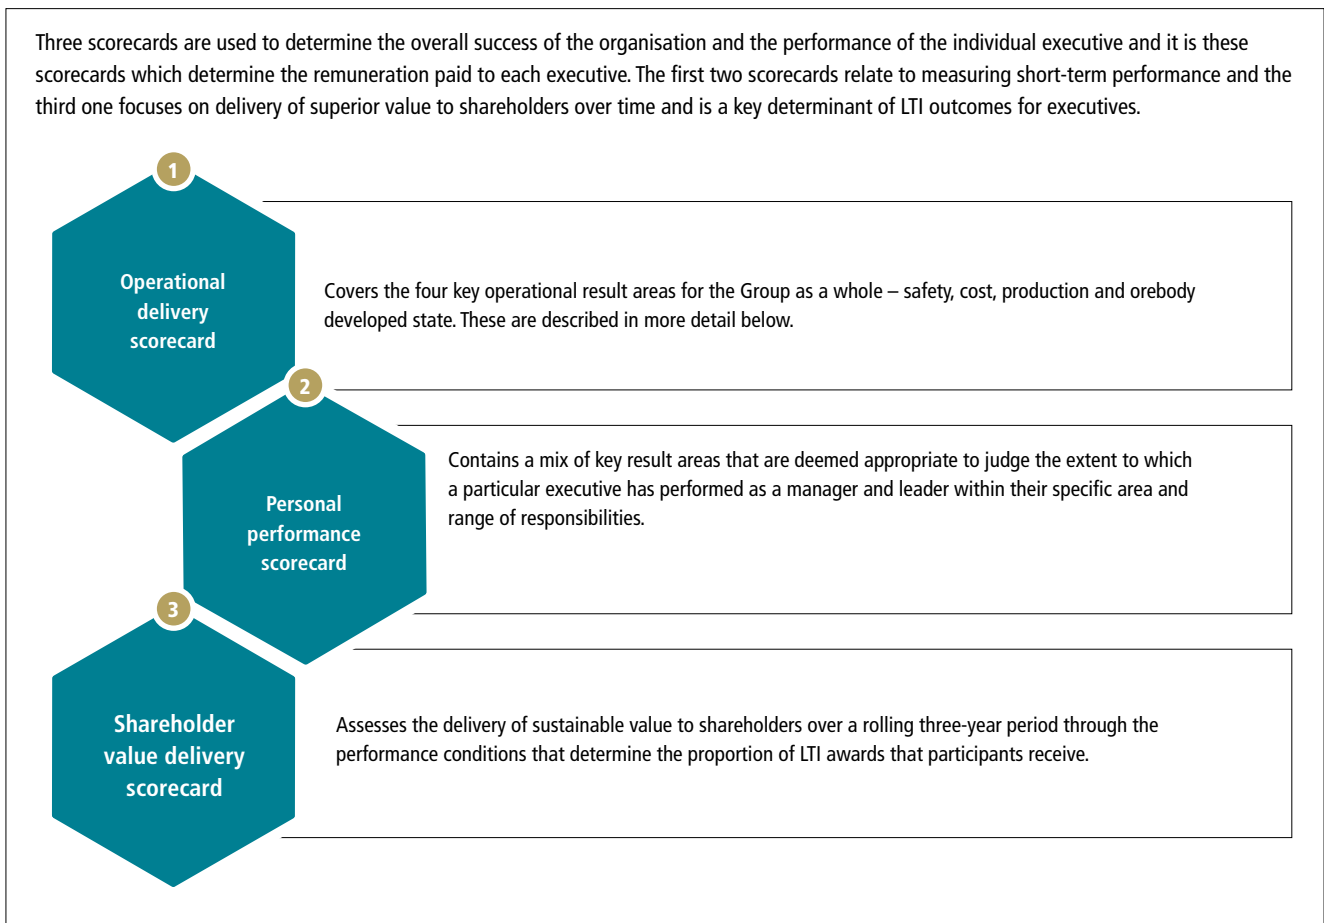 Three scorecards are used to determine the overall success of the organisation and the performance of the individual executive and it is these
scorecards which determine the remuneration paid to each executive. The first two scorecards relate to measuring short-term performance and the
third one focuses on delivery of superior value to shareholders over time and is a key determinant of LTI outcomes for executives.
1
Operational
delivery
scorecard
Covers the four key operational result areas for the Group as a whole – safety, cost, production and orebody
developed state. These are described in more detail below.
2
Personal
performance
scorecard
Contains a mix of key result areas that are deemed appropriate to judge the extent to which
a particular executive has performed as a manager and leader within their specific area and
range of responsibilities.
3
Shareholder
value delivery
scorecard
Assesses the delivery of sustainable value to shareholders over a rolling three-year period through the
performance conditions that determine the proportion of LTI awards that participants receive.